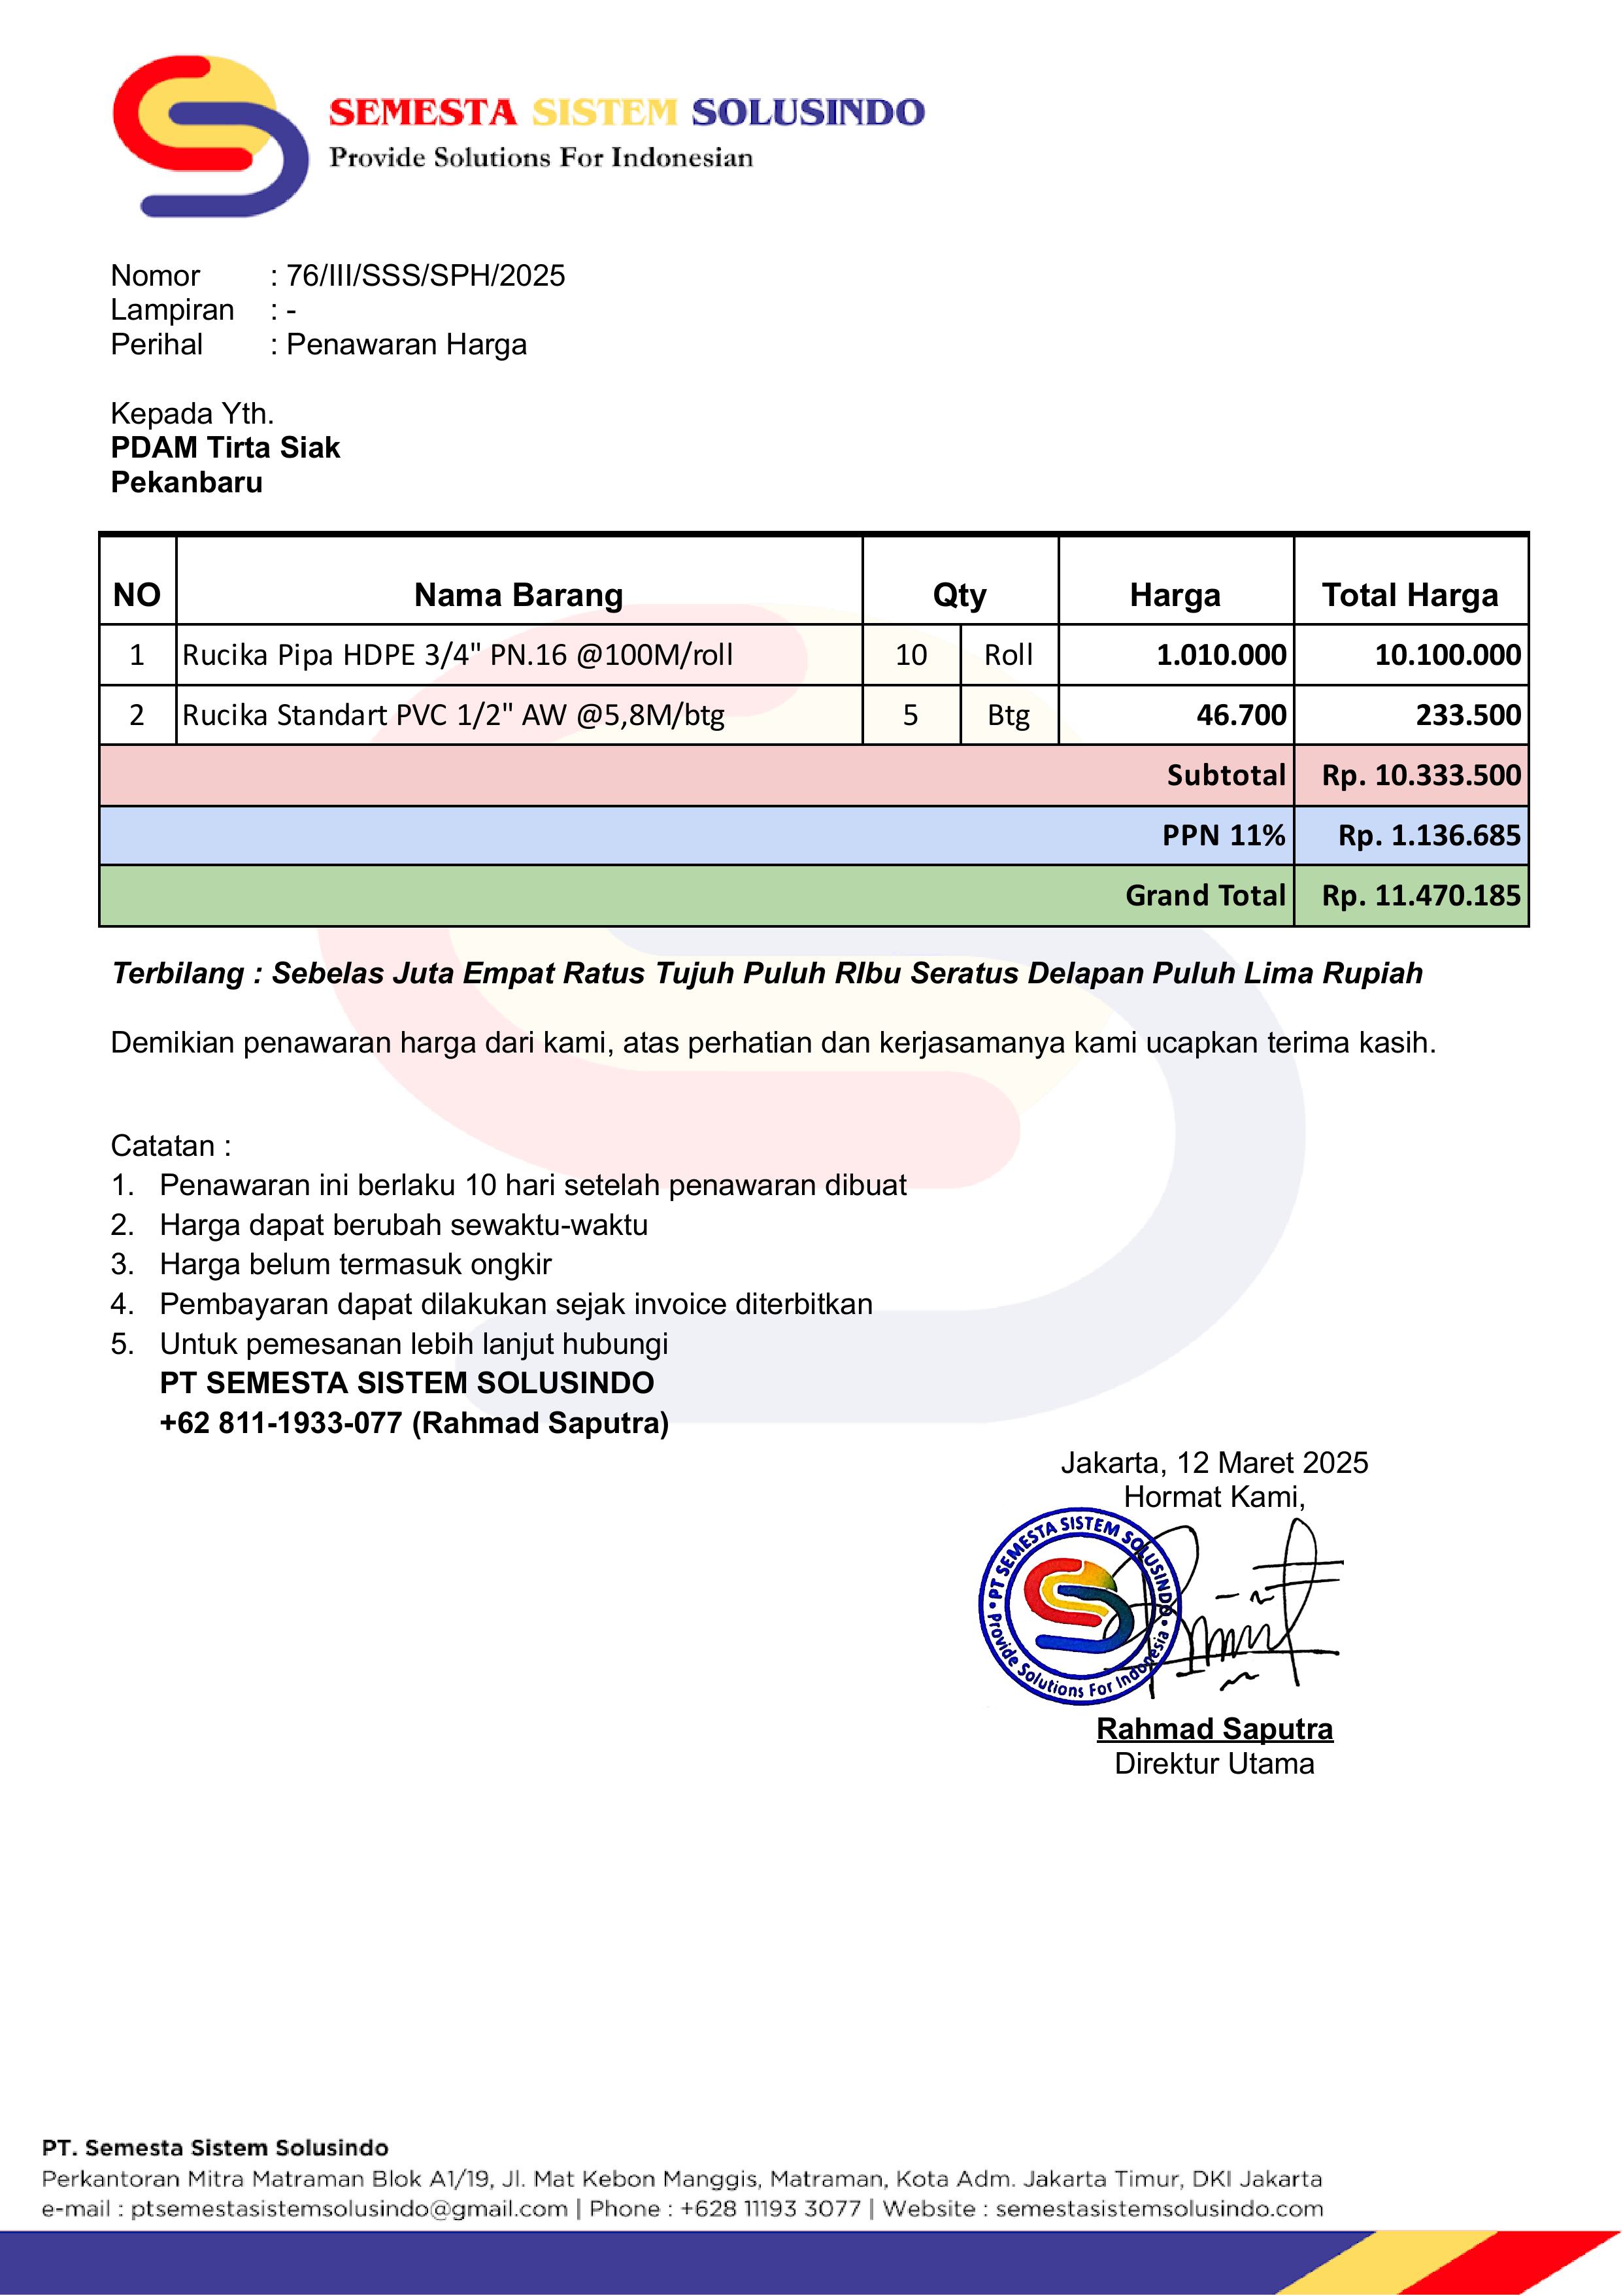 SEMESTA SISTEM SOLUSINDO
Provide Solutions For Indonesian
Nomor : 76/III/SSS/SPH/2025
Lampiran : -
Perihal : Penawaran Harga
Kepada Yth.
PDAM Tirta Siak
Pekanbaru
NO Nama Barang Qty Harga Total Harga
1 Rucika Pipa HDPE 3/4" PN.16 @100M/roll 10 Roll 1.010.000 10.100.000
2 Rucika Standart PVC 1/2" AW @5,8M/btg 5 Btg 46.700 233.500
Subtotal Rp. 10.333.500
PPN 11% Rp. 1.136.685
Grand Total Rp. 11.470.185
Terbilang : Sebelas Juta Empat Ratus Tujuh Puluh RIbu Seratus Delapan Puluh Lima Rupiah
Demikian penawaran harga dari kami, atas perhatian dan kerjasamanya kami ucapkan terima kasih.
Catatan :
1. Penawaran ini berlaku 10 hari setelah penawaran dibuat
2. Harga dapat berubah sewaktu-waktu
3. Harga belum termasuk ongkir
4. Pembayaran dapat dilakukan sejak invoice diterbitkan
5. Untuk pemesanan lebih lanjut hubungi
PT SEMESTA SISTEM SOLUSINDO
+62 811-1933-077 (Rahmad Saputra)
Jakarta, 12 Maret 2025
Hormat Kami,
PT SEMESTA SISTEM SOLUSINDO
Provide Solutions For Indonesia
Rahmad Saputra
Direktur Utama
PT. Semesta Sistem Solusindo
Perkantoran Mitra Matraman Blok A1/19, Jl. Mat Kebon Manggis, Matraman, Kota Adm. Jakarta Timur, DKI Jakarta
e-mail : ptsemestasistemsolusindo@gmail.com | Phone : +628 11193 3077 | Website : semestasistemsolusindo.com